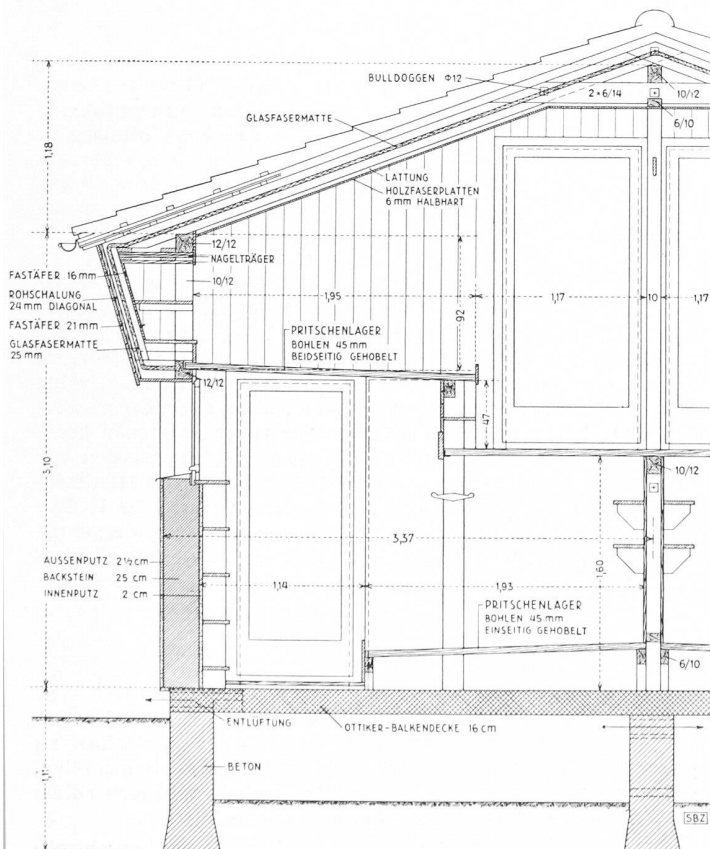 BULLDOGGEN Φ12
2×6/14
10/12
6/10
GLASFASERMATTE
1,18
LATTUNG
HOLZFASERPLATTEN
6 mm HALBHART
12/12
NAGELTRÄGER
FASTÄFER 16 mm
10/12
ROHSCHALUNG
24 mm DIAGONAL
FASTÄFER 21 mm
GLASFASERMATTE
25 mm
1,95
92
1,17
10
1,17
PRITSCHENLAGER
BOHLEN 45 mm
BEIDSEITIG GEHOBELT
12/12
47
3,10
10/12
3,37
AUSSENPUTZ 2½ cm
BACKSTEIN 25 cm
INNENPUTZ 2 cm
1,14
1,93
1,60
PRITSCHENLAGER
BOHLEN 45 mm
EINSEITIG GEHOBELT
6/10
ENTLÜFTUNG
OTTIKER-BALKENDECKE 16 cm
BETON
1,11
SBZ